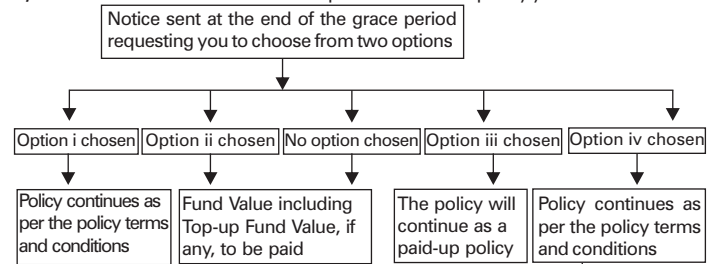 Notice sent at the end of the grace period
requesting you to choose from two options
Option i chosen
Option ii chosen
No option chosen
Option iii chosen
Option iv chosen
Policy continues as
per the policy terms
and conditions
Fund Value including
Top-up Fund Value, if
any, to be paid
The policy will
continue as a
paid-up policy
Policy continues as
per the policy terms
and conditions